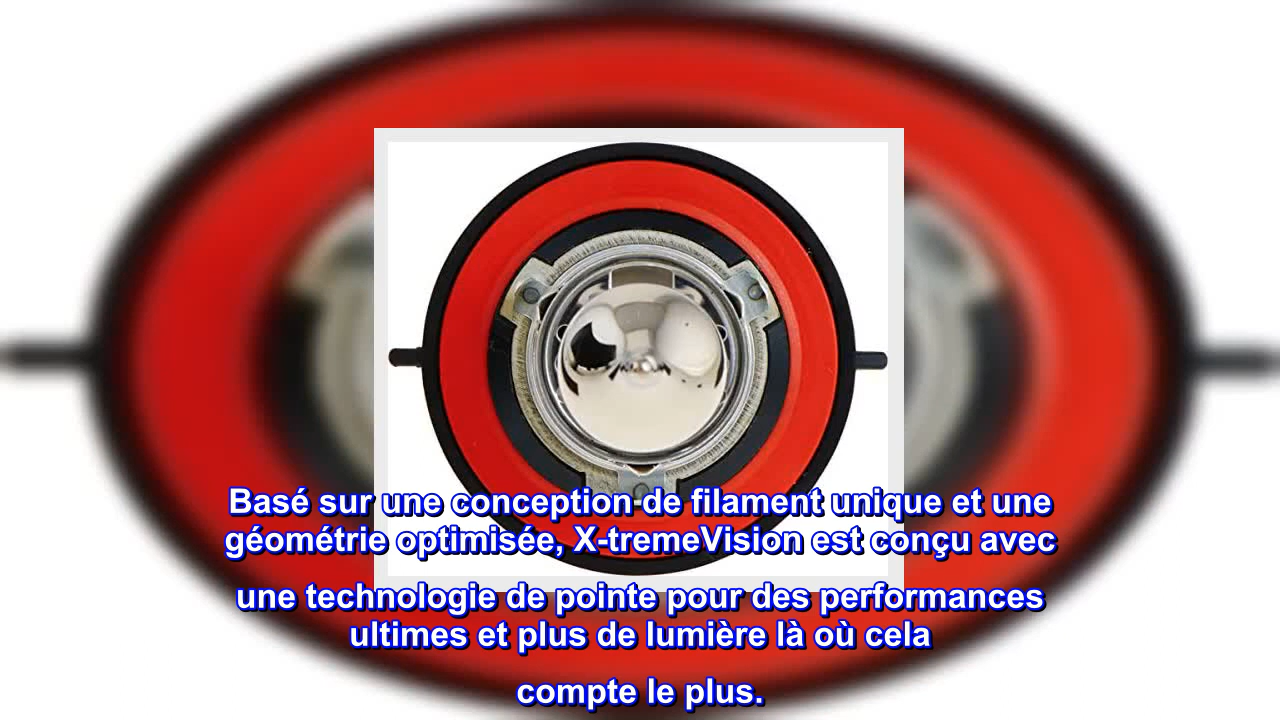 Basé sur une conception de filament unique et une
géométrie optimisée, X-tremeVision est conçu avec
une technologie de pointe pour des performances
ultimes et plus de lumière là où cela
compte le plus.